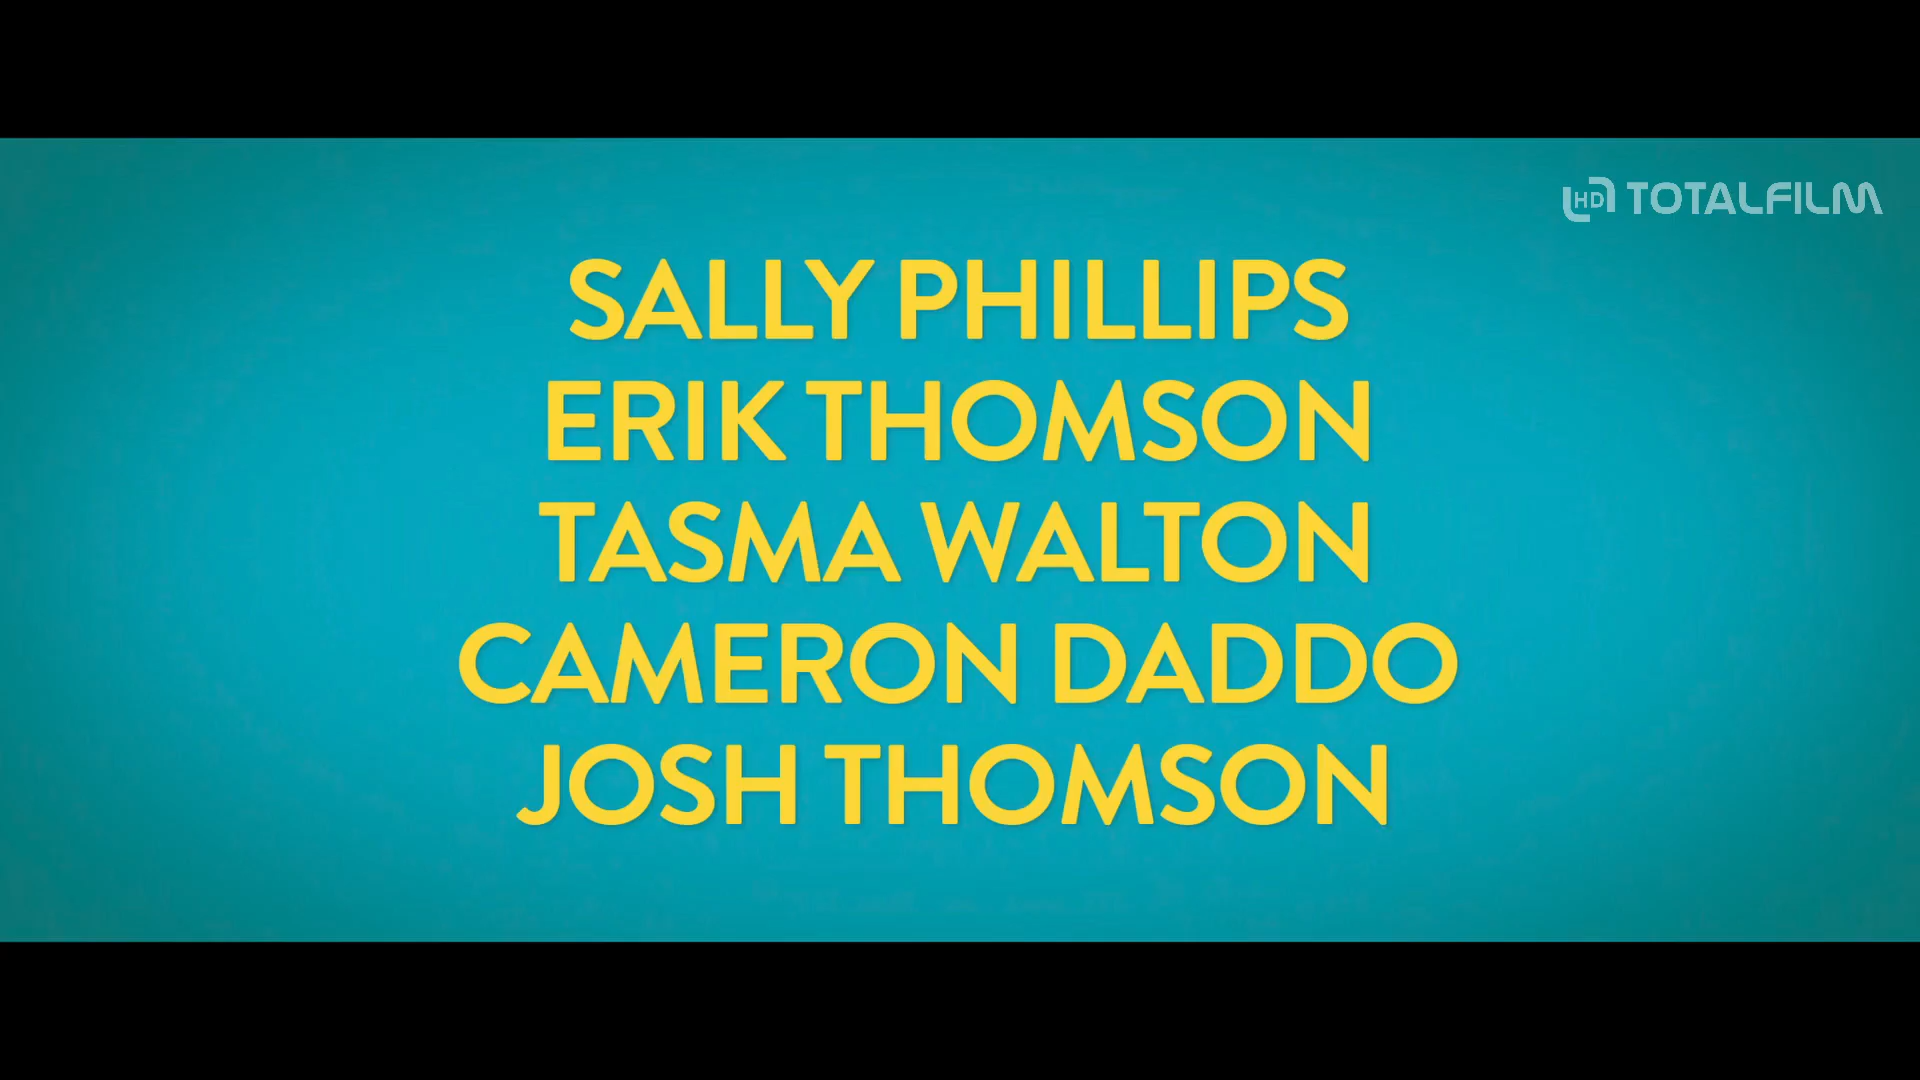 HD TOTALFILM
SALLY PHILLIPS
ERIK THOMSON
TASMA WALTON
CAMERON DADDO
JOSH THOMSON